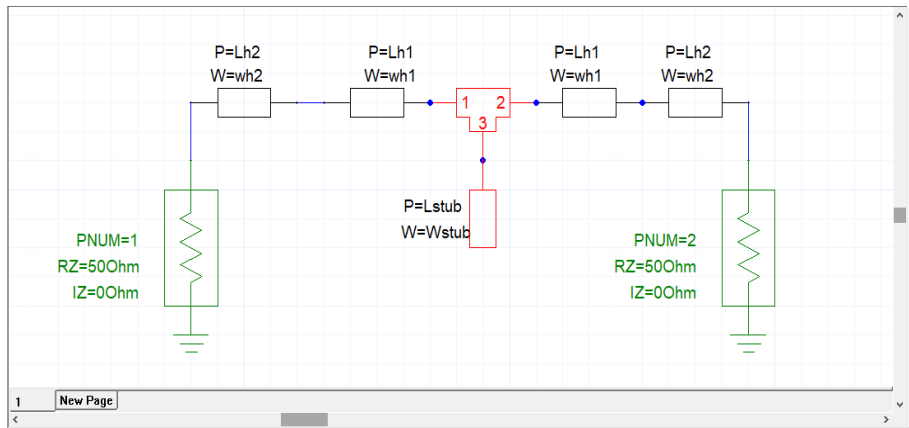 P=Lh2
W=wh2
P=Lh1
W=wh1
P=Lh1
W=wh1
P=Lh2
W=wh2
1 2
3
P=Lstub
W=Wstub
PNUM=1
RZ=50Ohm
IZ=0Ohm
PNUM=2
RZ=50Ohm
IZ=0Ohm
1 New Page